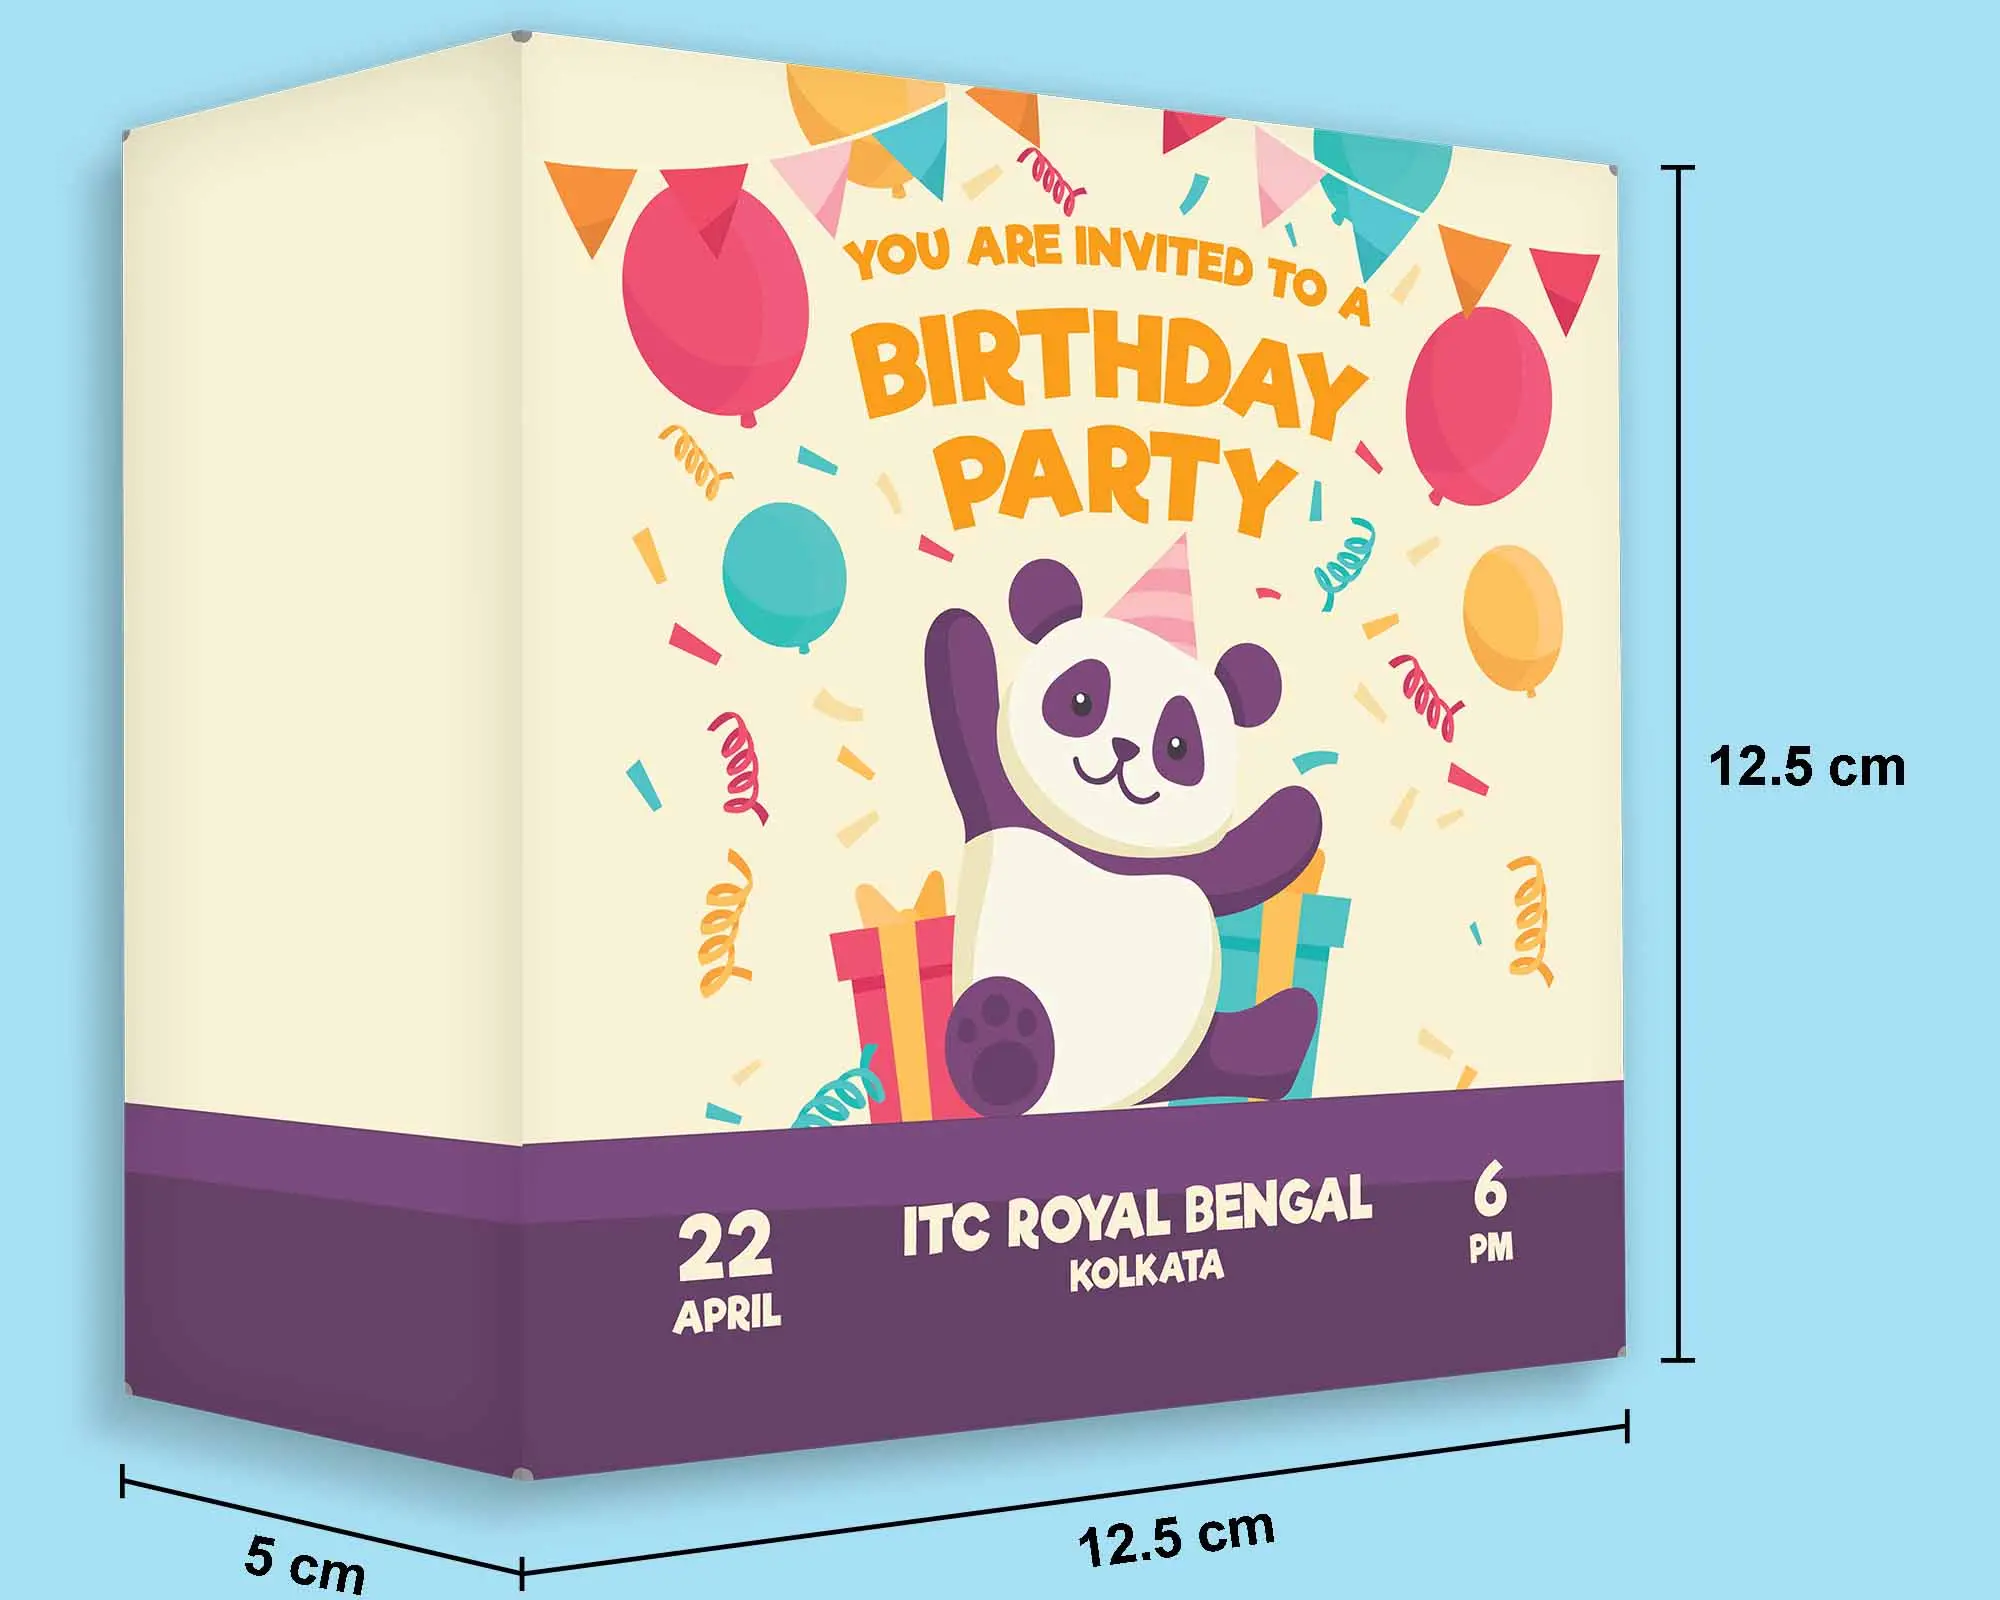 YOU ARE INVITED TO A
BIRTHDAY
PARTY
22
APRIL
ITC ROYAL BENGAL
KOLKATA
6
PM
12.5 cm
12.5 cm
5 cm